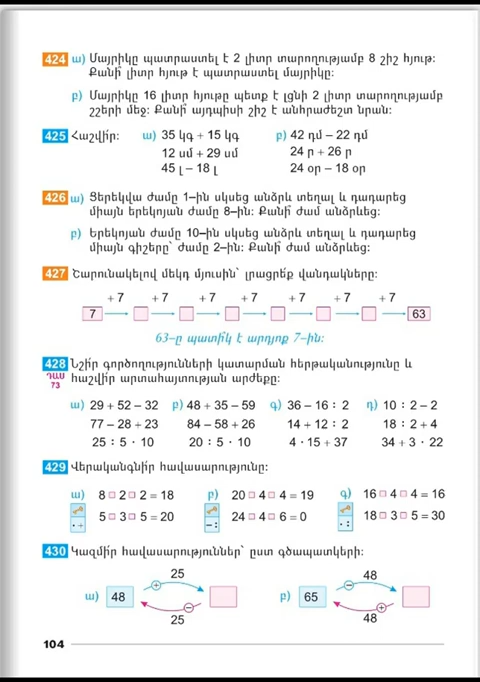 424 ա) Մայրիկը պատրաստել է 2 լիտր տարողությամբ 8 շիշ հյութ։
Քանի՞ լիտր հյութ է պատրաստել մայրիկը։
բ) Մայրիկը 16 լիտր հյութը պետք է լցնի 2 լիտր տարողությամբ
շշերի մեջ։ Քանի՞ այդպիսի շիշ է անհրաժեշտ նրան։
425 Հաշվի՛ր։ ա) 35 կգ + 15 կգ բ) 42 դմ – 22 դմ
12 սմ + 29 սմ 24 ր + 26 ր
45 լ – 18 լ 24 օր – 18 օր
426 ա) Ցերեկվա ժամը 1–ին սկսեց անձրև տեղալ և դադարեց
միայն երեկոյան ժամը 8–ին։ Քանի՞ ժամ անձրևեց։
բ) Երեկոյան ժամը 10–ին սկսեց անձրև տեղալ և դադարեց
միայն գիշերը՝ ժամը 2–ին։ Քանի՞ ժամ անձրևեց։
427 Շարունակելով մեկդ մյուսին՝ լրացրե՛ք վանդակները։
+ 7 + 7 + 7 + 7 + 7 + 7 + 7
7 63
63–ը պատի՞կ է արդյոք 7–ին։
428 Նշի՛ր գործողությունների կատարման հերթականությունը և
ԴԱՍ 73 հաշվի՛ր արտահայտության արժեքը։
ա) 29 + 52 – 32 բ) 48 + 35 – 59 գ) 36 – 16 : 2 դ) 10 : 2 – 2
77 – 28 + 23 84 – 58 + 26 14 + 12 : 2 18 : 2 + 4
25 : 5 · 10 20 : 5 · 10 4 · 15 + 37 34 + 3 · 22
429 Վերականգնի՛ր հավասարությունը։
ա) 8 □ 2 □ 2 = 18 բ) 20 □ 4 □ 4 = 19 գ) 16 □ 4 □ 4 = 16
· + 5 □ 3 □ 5 = 20 – : 24 □ 4 □ 6 = 0 · : 18 □ 3 □ 5 = 30
430 Կազմի՛ր հավասարություններ՝ ըստ գծապատկերի։
25 48
ա) 48 + – բ) 65 – +
25 48
104